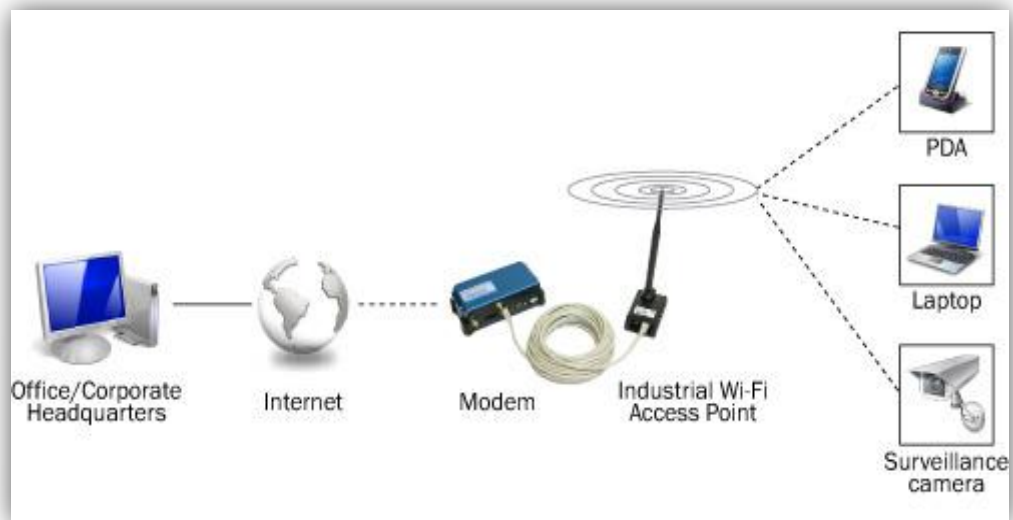 Office/Corporate
Headquarters
Internet
Modem
Industrial Wi-Fi
Access Point
PDA
Laptop
Surveillance
camera